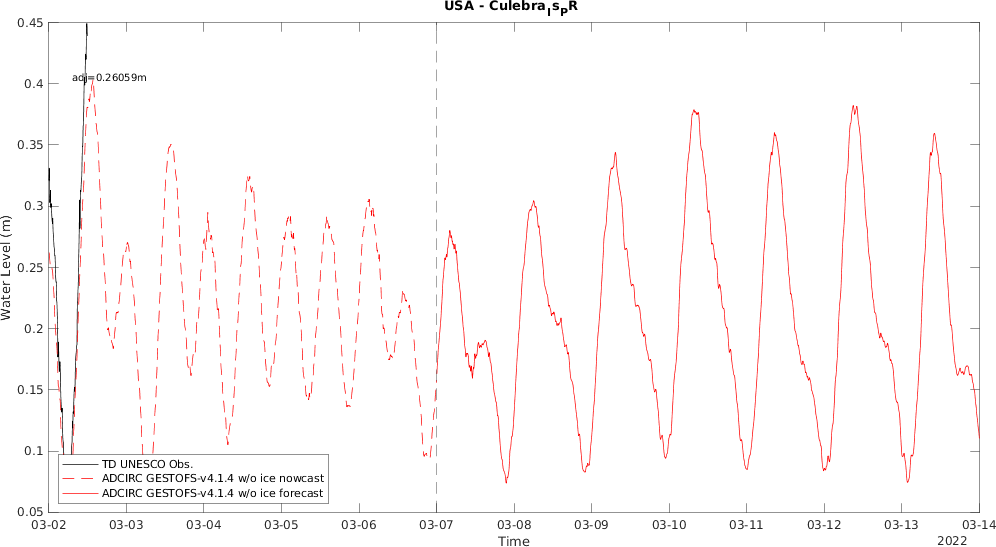 USA - Culebra_Is_PR
0.45
adj=0.26059m
0.4
0.35
0.3
0.25
0.2
0.15
0.1
0.05
Water Level (m)
TD UNESCO Obs.
ADCIRC GESTOFS-v4.1.4 w/o ice nowcast
ADCIRC GESTOFS-v4.1.4 w/o ice forecast
03-02 03-03 03-04 03-05 03-06 03-07 03-08 03-09 03-10 03-11 03-12 03-13 03-14
Time
2022